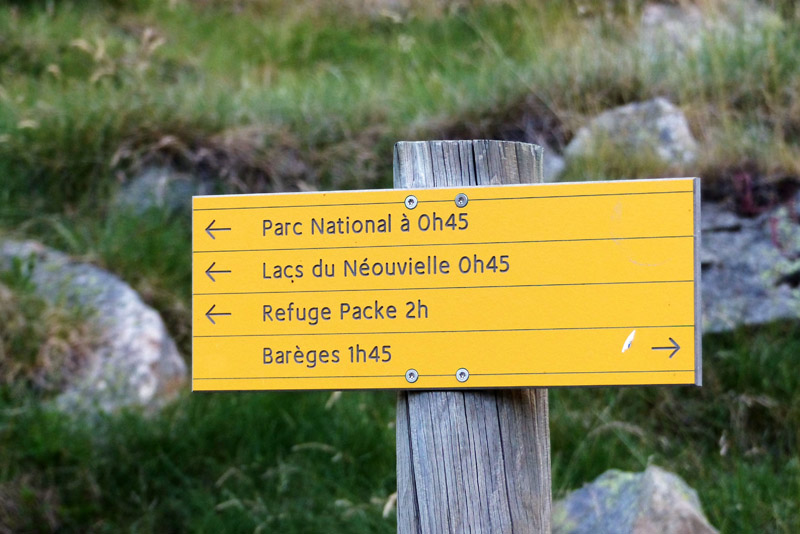 ← Parc National à 0h45
← Laçs du Néouvielle 0h45
← Refuge Packe 2h
Barèges 1h45 →